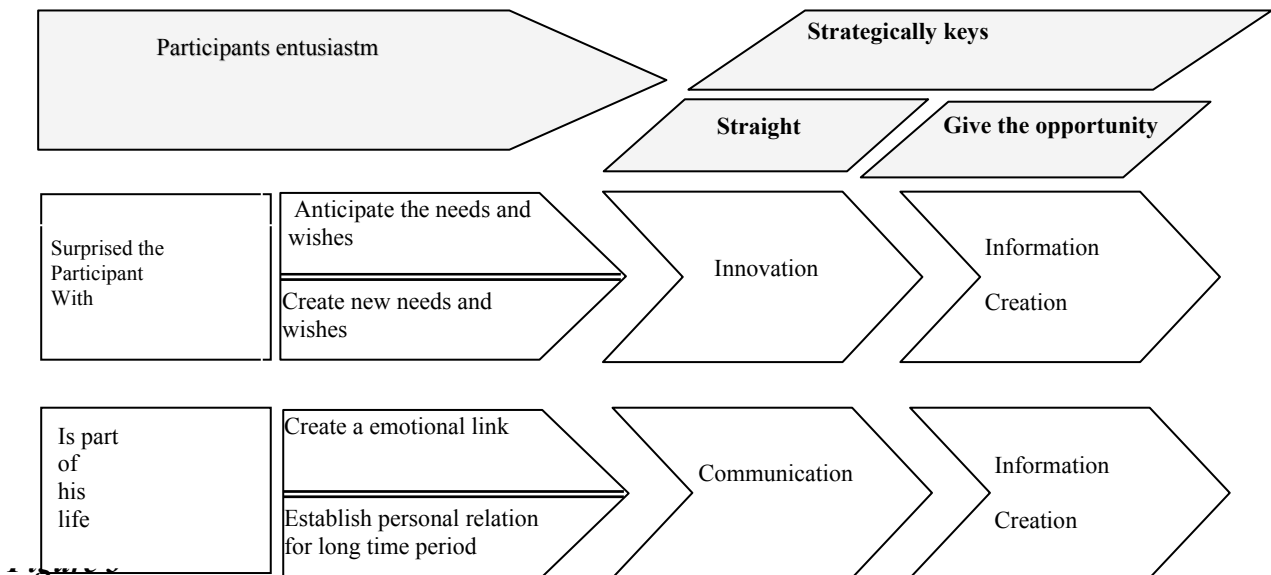 Participants entusiastm
Strategically keys
Straight
Give the opportunity
Surprised the
Participant
With
Anticipate the needs and
wishes
Create new needs and
wishes
Innovation
Information
Creation
Is part
of
his
life
Create a emotional link
Establish personal relation
for long time period
Communication
Information
Creation